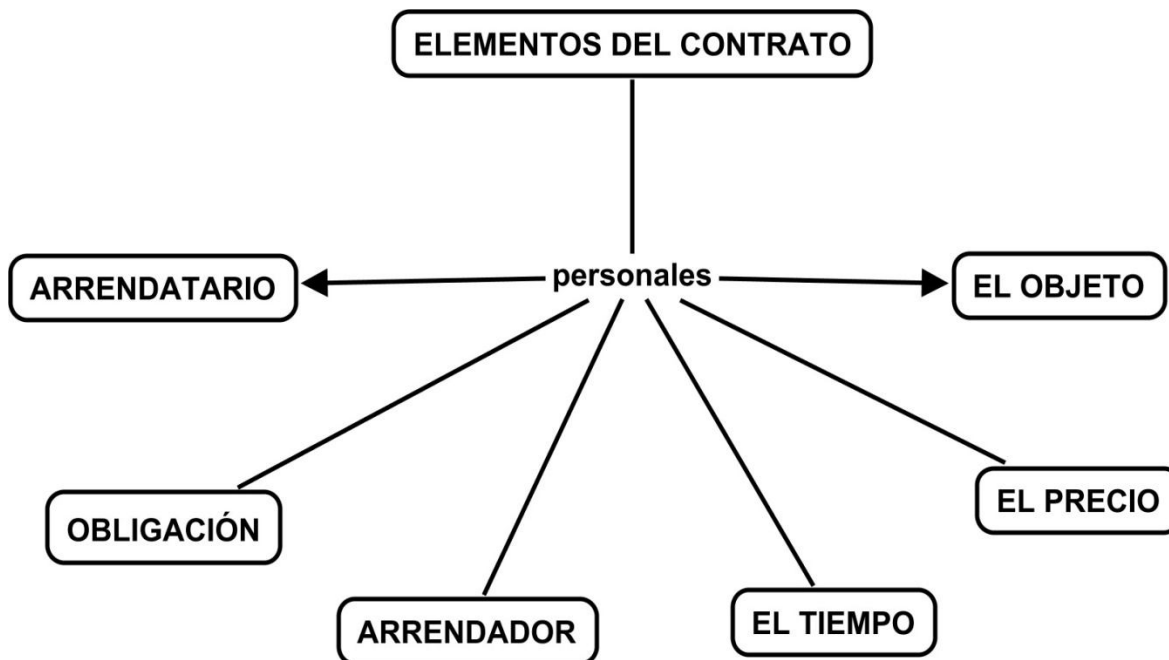 ELEMENTOS DEL CONTRATO
ARRENDATARIO
personales
EL OBJETO
OBLIGACIÓN
EL PRECIO
ARRENDADOR
EL TIEMPO